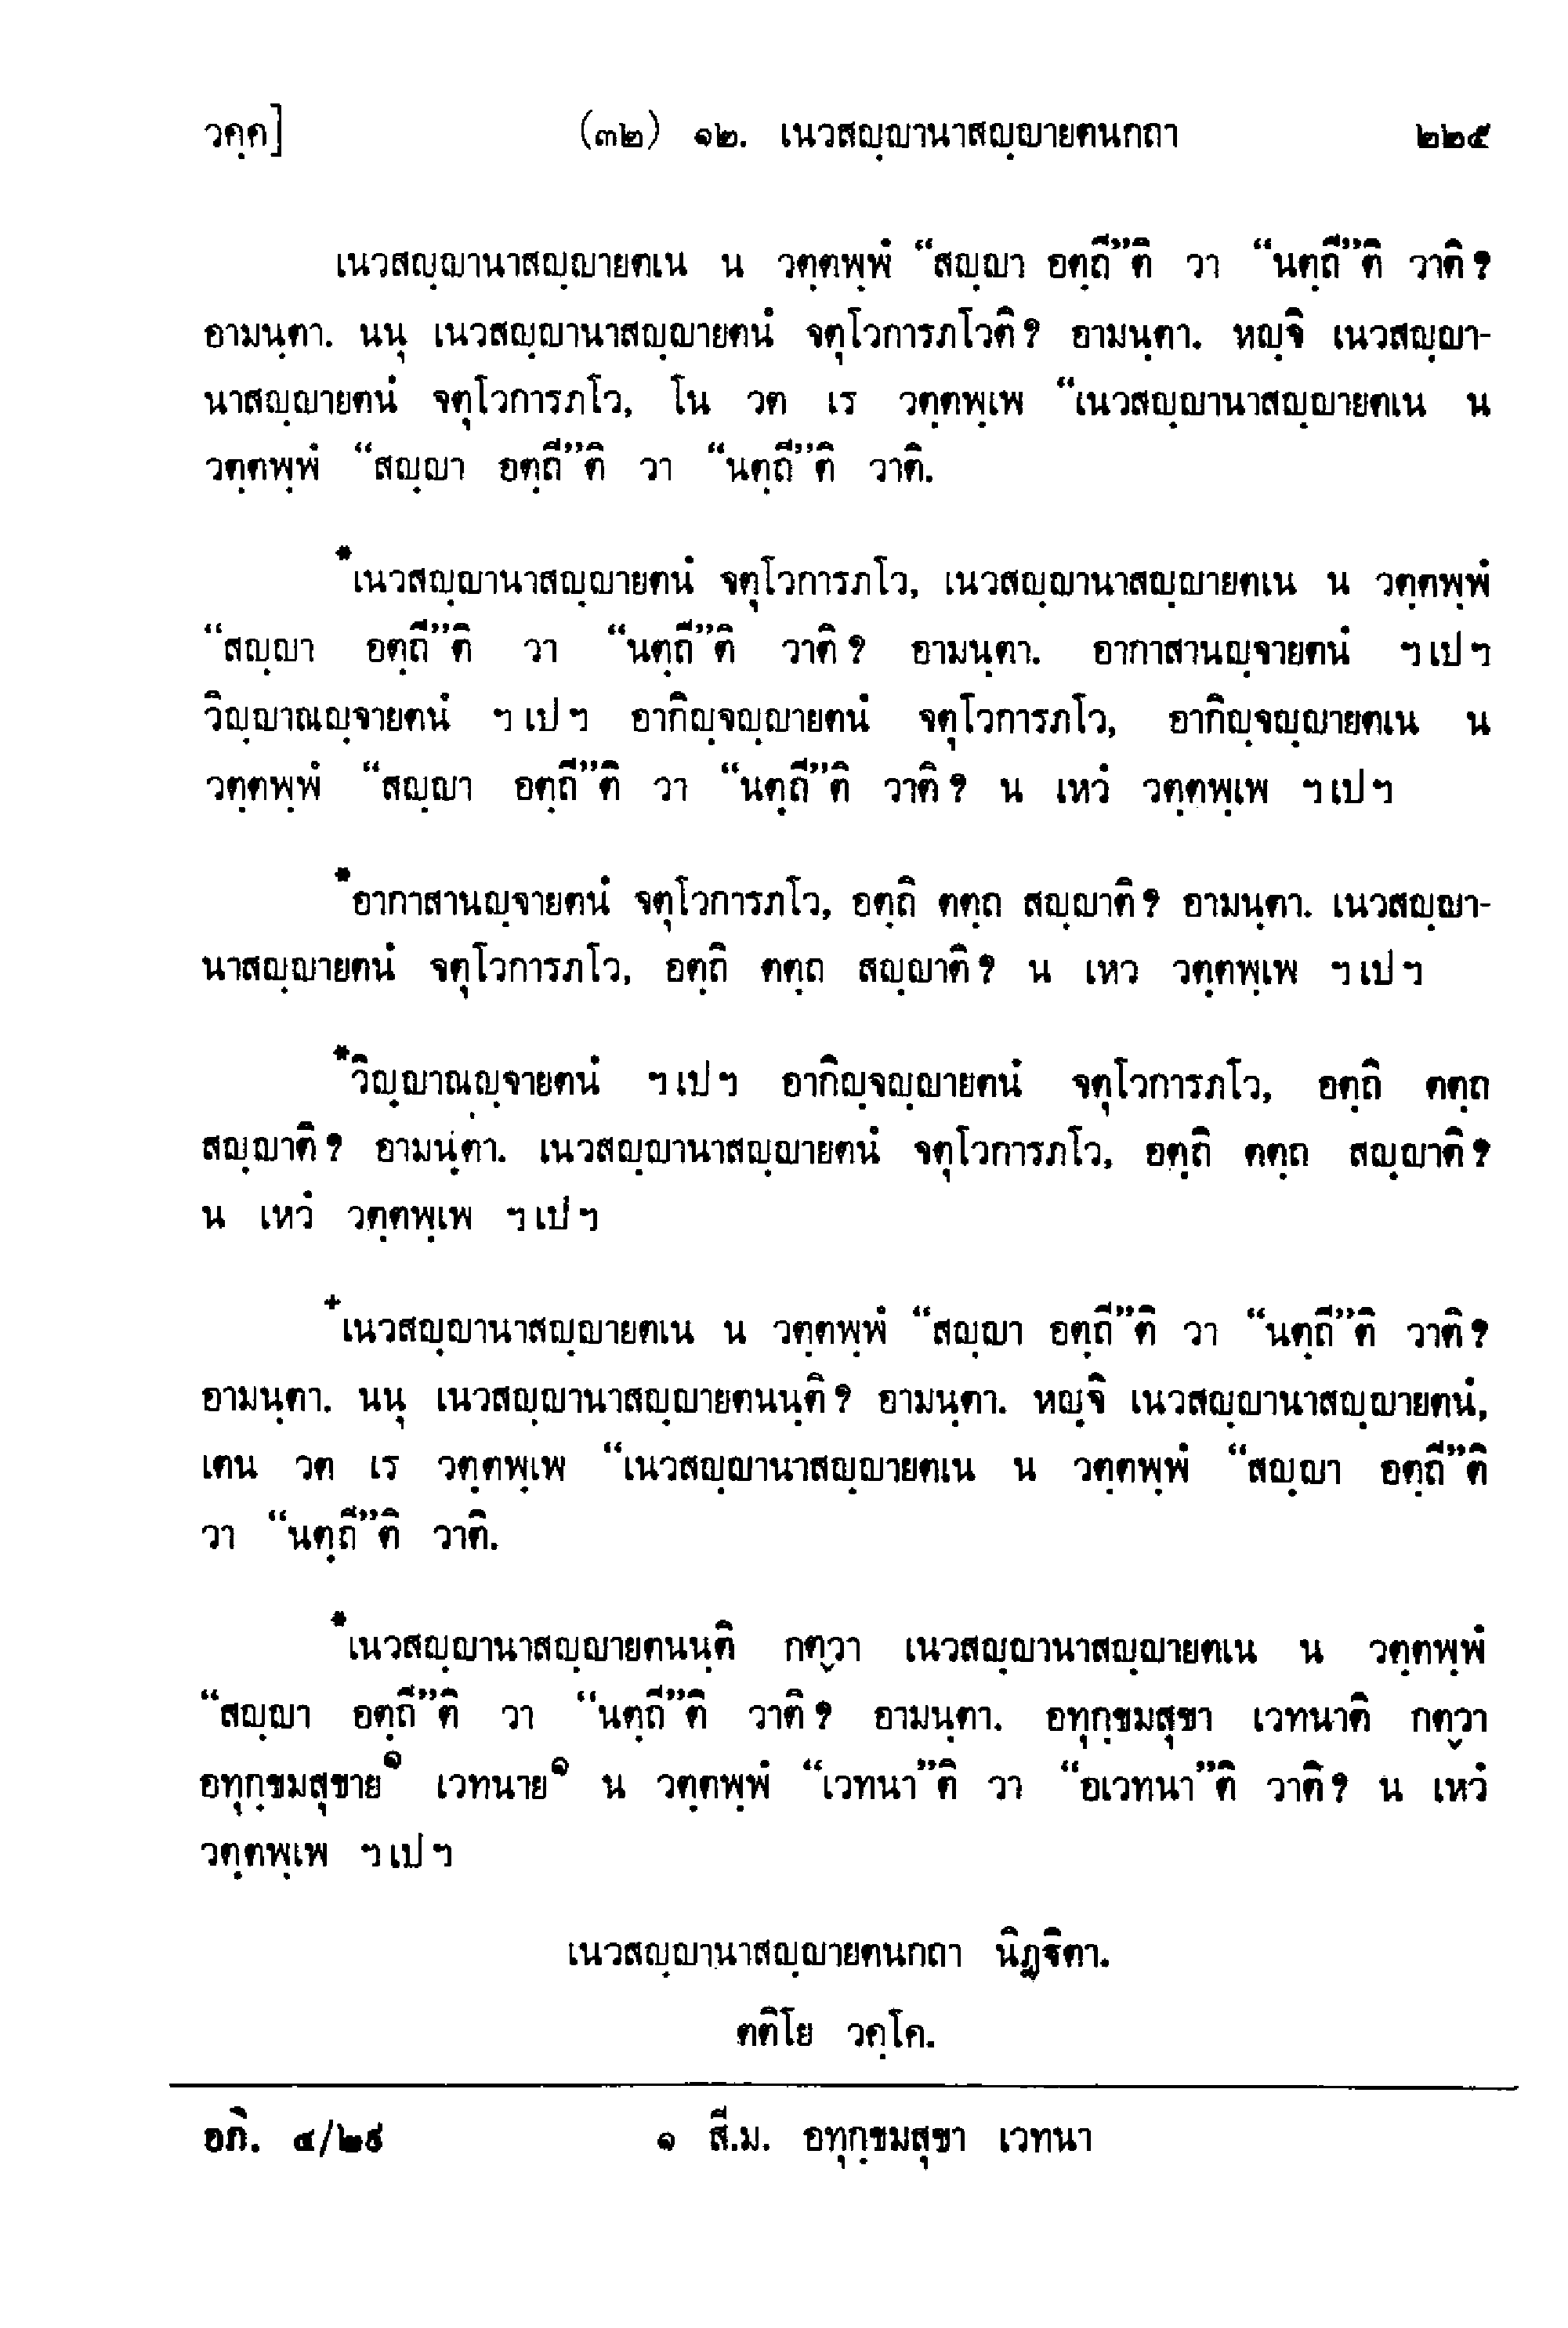 วคฺค] (๓๒) ๑๒. เนวสญฺญานาสญฺญายตนกถา ๒๒๕
เนวสญฺญานาสญฺญายตเน น วตฺตพฺพํ “สญฺญา อตฺถี”ติ วา “นตฺถี”ติ วาติ?
อามนฺตา. นนุ เนวสญฺญานาสญฺญายตนํ จตุโวการภโวติ? อามนฺตา. หญฺจิ เนวสญฺญา-
นาสญฺญายตนํ จตุโวการภโว, โน วต เร วตฺตพฺเพ “เนวสญฺญานาสญฺญายตเน น
วตฺตพฺพํ “สญฺญา อตฺถี”ติ วา “นตฺถี”ติ วาติ.
*เนวสญฺญานาสญฺญายตนํ จตุโวการภโว, เนวสญฺญานาสญฺญายตเน น วตฺตพฺพํ
“สญฺญา อตฺถี”ติ วา “นตฺถี”ติ วาติ? อามนฺตา. อากาสานญฺจายตนํ ฯเปฯ
วิญฺญาณญฺจายตนํ ฯเปฯ อากิญฺจญฺญายตนํ จตุโวการภโว, อากิญฺจญฺญายตเน น
วตฺตพฺพํ “สญฺญา อตฺถี”ติ วา “นตฺถี”ติ วาติ? น เหวํ วตฺตพฺเพ ฯเปฯ
*อากาสานญฺจายตนํ จตุโวการภโว, อตฺถิ ตตฺถ สญฺญาติ? อามนฺตา. เนวสญฺญา-
นาสญฺญายตนํ จตุโวการภโว, อตฺถิ ตตฺถ สญฺญาติ? น เหว วตฺตพฺเพ ฯเปฯ
*วิญฺญาณญฺจายตนํ ฯเปฯ อากิญฺจญฺญายตนํ จตุโวการภโว, อตฺถิ ตตฺถ
สญฺญาติ? อามนฺตา. เนวสญฺญานาสญฺญายตนํ จตุโวการภโว, อตฺถิ ตตฺถ สญฺญาติ?
น เหวํ วตฺตพฺเพ ฯเปฯ
+เนวสญฺญานาสญฺญายตเน น วตฺตพฺพํ “สญฺญา อตฺถี”ติ วา “นตฺถี”ติ วาติ?
อามนฺตา. นนุ เนวสญฺญานาสญฺญายตนนฺติ? อามนฺตา. หญฺจิ เนวสญฺญานาสญฺญายตนํ,
เตน วต เร วตฺตพฺเพ “เนวสญฺญานาสญฺญายตเน น วตฺตพฺพํ “สญฺญา อตฺถี”ติ
วา “นตฺถี”ติ วาติ.
*เนวสญฺญานาสญฺญายตนนฺติ กตฺวา เนวสญฺญานาสญฺญายตเน น วตฺตพฺพํ
“สญฺญา อตฺถี”ติ วา “นตฺถี”ติ วาติ? อามนฺตา. อทุกฺขมสุขา เวทนาติ กตฺวา
อทุกฺขมสุขาย๑ เวทนาย๑ น วตฺตพฺพํ “เวทนา”ติ วา “อเวทนา”ติ วาติ? น เหวํ
วตฺตพฺเพ ฯเปฯ
เนวสญฺญานาสญฺญายตนกถา นิฏฺฐิตา.
ตติโย วคฺโค.
อภิ. ๔/๒๙ ๑ สี.ม. อทุกฺขมสุขา เวทนา